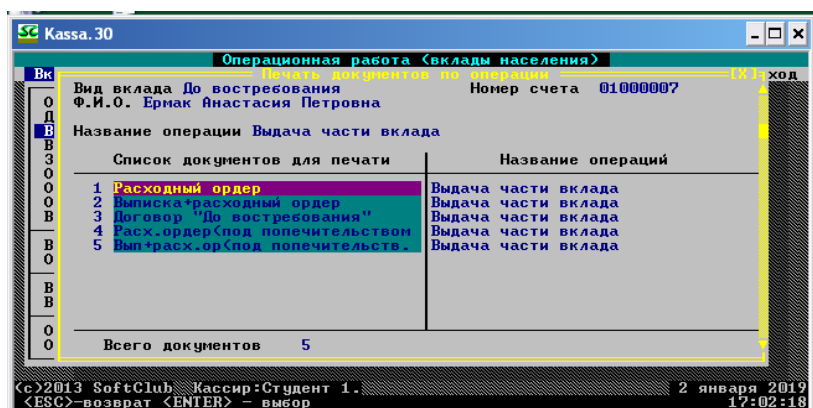 SC Kassa.30
Операционная работа (вклады населения)
Печать документов по операции [X]
Вк ход
Вид вклада До востребования Номер счета 01000007
О Ф.И.О. Ермак Анастасия Петровна
Д
В Название операции Выдача части вклада
В
З Список документов для печати Название операций
О
О 1 Расходный ордер Выдача части вклада
О 2 Выписка+расходный ордер Выдача части вклада
В 3 Договор "До востребования" Выдача части вклада
4 Расх.ордер(под попечительством Выдача части вклада
В 5 Вып+расх.ор(под попечительств. Выдача части вклада
О
В
В
О
О Всего документов 5
(c)2013 SoftClub Кассир:Студент 1. 2 января 2019
<ESC>-возврат <ENTER> - выбор 17:02:18